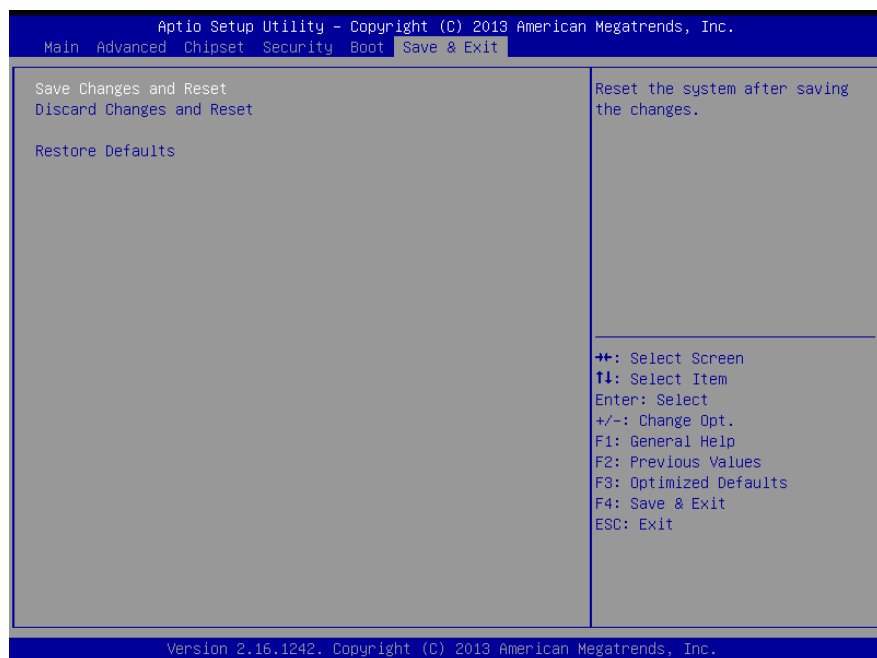 Aptio Setup Utility – Copyright (C) 2013 American Megatrends, Inc.
Main Advanced Chipset Security Boot Save & Exit
Save Changes and Reset
Discard Changes and Reset
Restore Defaults
Reset the system after saving
the changes.
→←: Select Screen
↑↓: Select Item
Enter: Select
+/-: Change Opt.
F1: General Help
F2: Previous Values
F3: Optimized Defaults
F4: Save & Exit
ESC: Exit
Version 2.16.1242. Copyright (C) 2013 American Megatrends, Inc.